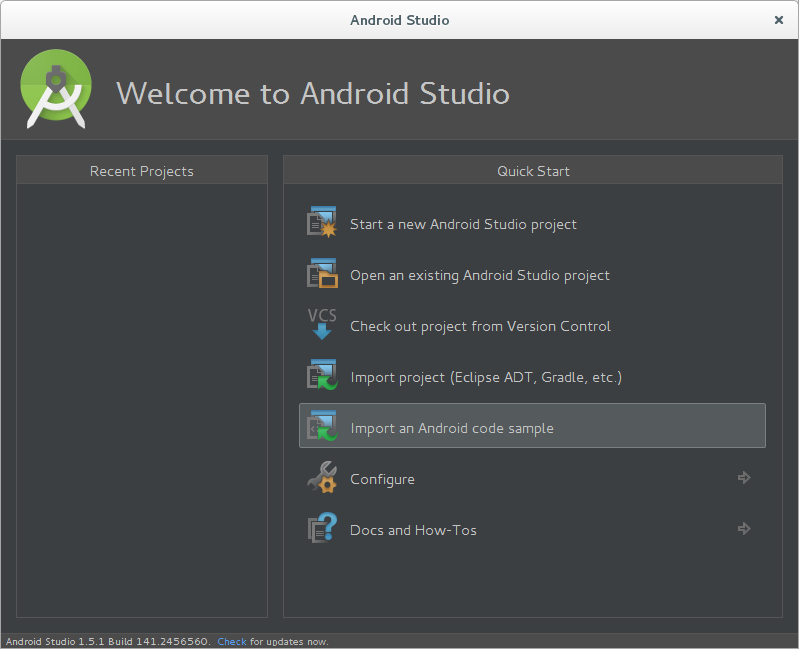 Android Studio
Welcome to Android Studio
Recent Projects
Quick Start
Start a new Android Studio project
Open an existing Android Studio project
VCS
Check out project from Version Control
Import project (Eclipse ADT, Gradle, etc.)
Import an Android code sample
Configure
Docs and How-Tos
Android Studio 1.5.1 Build 141.2456560. Check for updates now.